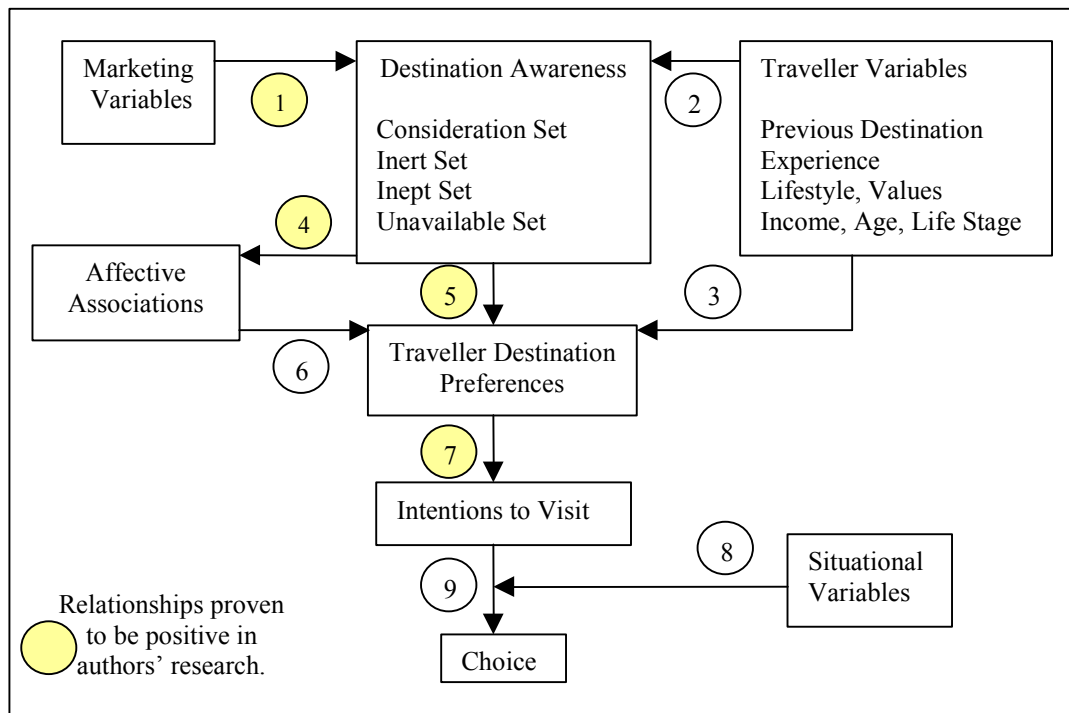 Marketing
Variables
1
Destination Awareness
Consideration Set
Inert Set
Inept Set
Unavailable Set
2
Traveller Variables
Previous Destination
Experience
Lifestyle, Values
Income, Age, Life Stage
4
Affective
Associations
5
3
6
Traveller Destination
Preferences
7
Intentions to Visit
8
Situational
Variables
9
Relationships proven
to be positive in
authors’ research.
Choice